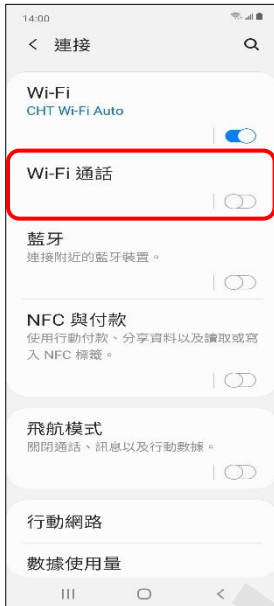 14:00
連接
Wi-Fi
CHT Wi-Fi Auto
Wi-Fi 通話
藍牙
連接附近的藍牙裝置。
NFC 與付款
使用行動付款、分享資料以及讀取或寫
入 NFC 標籤。
飛航模式
關閉通話、訊息以及行動數據。
行動網路
數據使用量